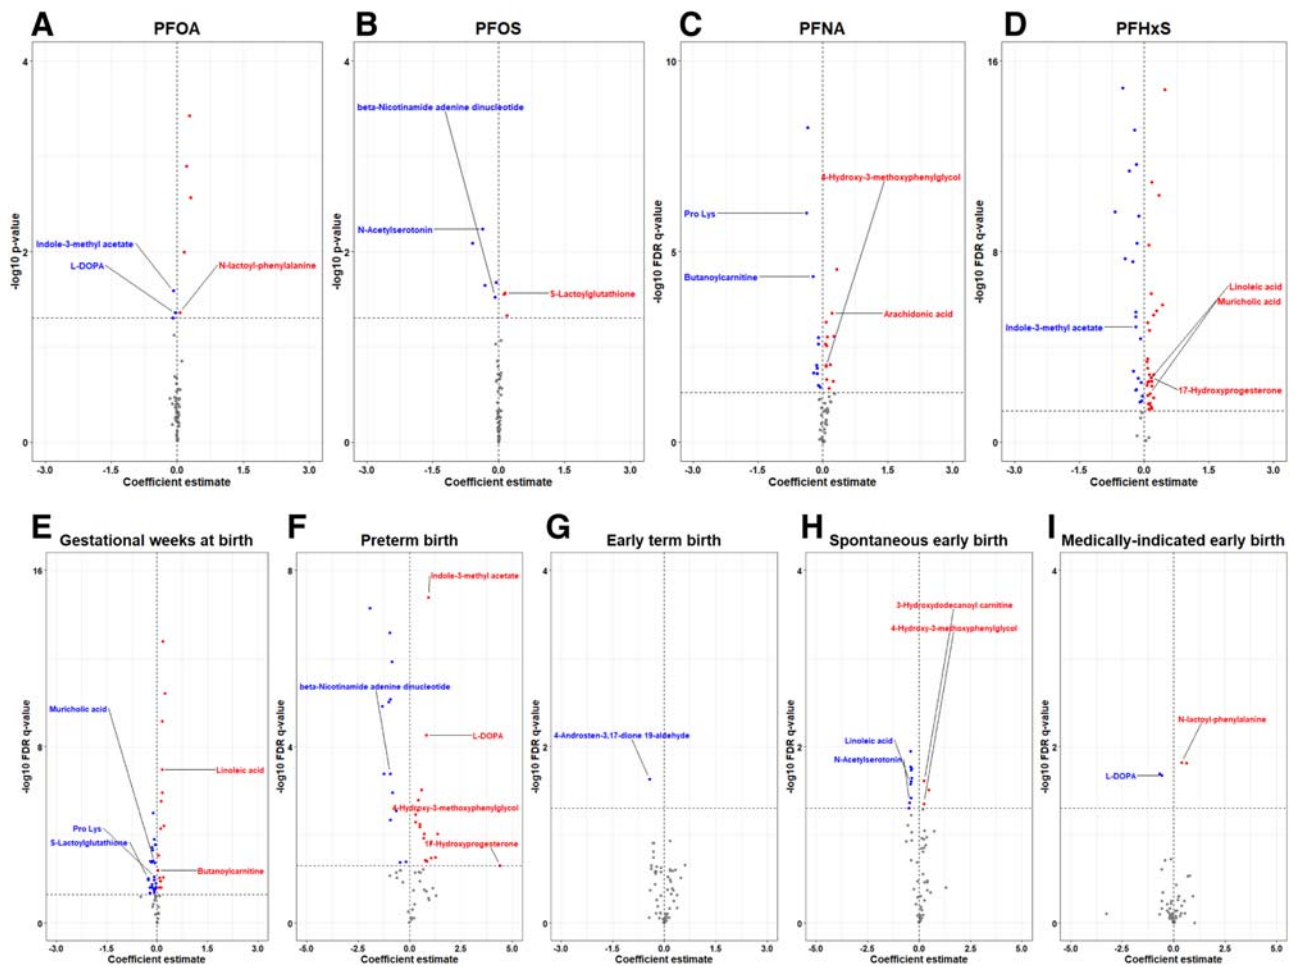 A
PFOA
4
2
0
-log10 p-value
Indole-3-methyl acetate
L-DOPA
N-lactoyl-phenylalanine
-3.0 -1.5 0.0 1.5 3.0
Coefficient estimate
B
PFOS
4
2
0
-log10 p-value
beta-Nicotinamide adenine dinucleotide
N-Acetylserotonin
S-Lactoylglutathione
-3.0 -1.5 0.0 1.5 3.0
Coefficient estimate
C
PFNA
10
5
0
-log10 FDR q-value
4-Hydroxy-3-methoxyphenylglycol
Pro Lys
Butanoylcarnitine
Arachidonic acid
-3.0 -1.5 0.0 1.5 3.0
Coefficient estimate
D
PFHxS
16
8
0
-log10 FDR q-value
Linoleic acid
Muricholic acid
Indole-3-methyl acetate
17-Hydroxyprogesterone
-3.0 -1.5 0.0 1.5 3.0
Coefficient estimate
E
Gestational weeks at birth
16
8
0
-log10 FDR q-value
Muricholic acid
Linoleic acid
Pro Lys
S-Lactoylglutathione
Butanoylcarnitine
-3.0 -1.5 0.0 1.5 3.0
Coefficient estimate
F
Preterm birth
8
4
0
-log10 FDR q-value
Indole-3-methyl acetate
beta-Nicotinamide adenine dinucleotide
L-DOPA
4-Hydroxy-3-methoxyphenylglycol
17-Hydroxyprogesterone
-5.0 -2.5 0.0 2.5 5.0
Coefficient estimate
G
Early term birth
4
2
0
-log10 FDR q-value
4-Androsten-3,17-dione 19-aldehyde
-3.0 -1.5 0.0 1.5 3.0
Coefficient estimate
H
Spontaneous early birth
4
2
0
-log10 FDR q-value
3-Hydroxydodecanoyl carnitine
4-Hydroxy-3-methoxyphenylglycol
Linoleic acid
N-Acetylserotonin
-5.0 -2.5 0.0 2.5 5.0
Coefficient estimate
I
Medically-indicated early birth
4
2
0
-log10 FDR q-value
N-lactoyl-phenylalanine
L-DOPA
-5.0 -2.5 0.0 2.5 5.0
Coefficient estimate